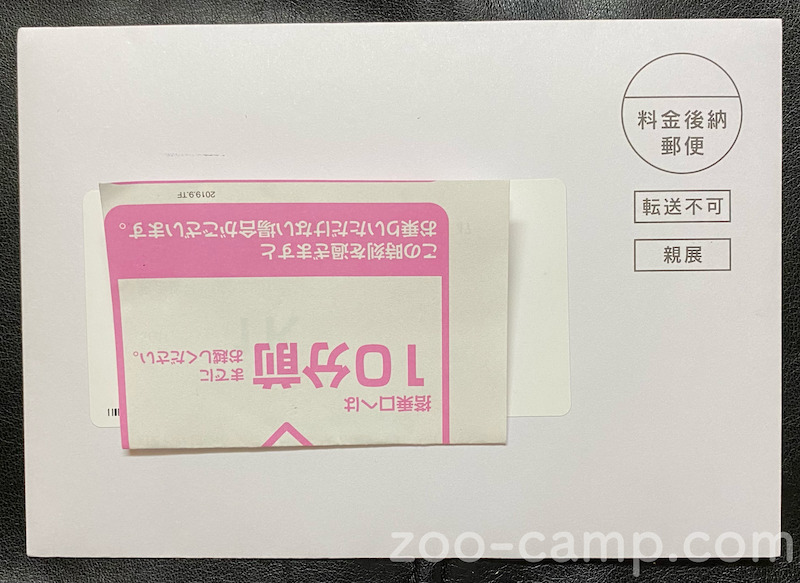 料金後納
郵便
転送不可
親展
搭乗口へは
10分前
までに
お越しください。
この時刻を過ぎますと
お乗りいただけない場合がございます。
2019.9.TF
zoo-camp.com